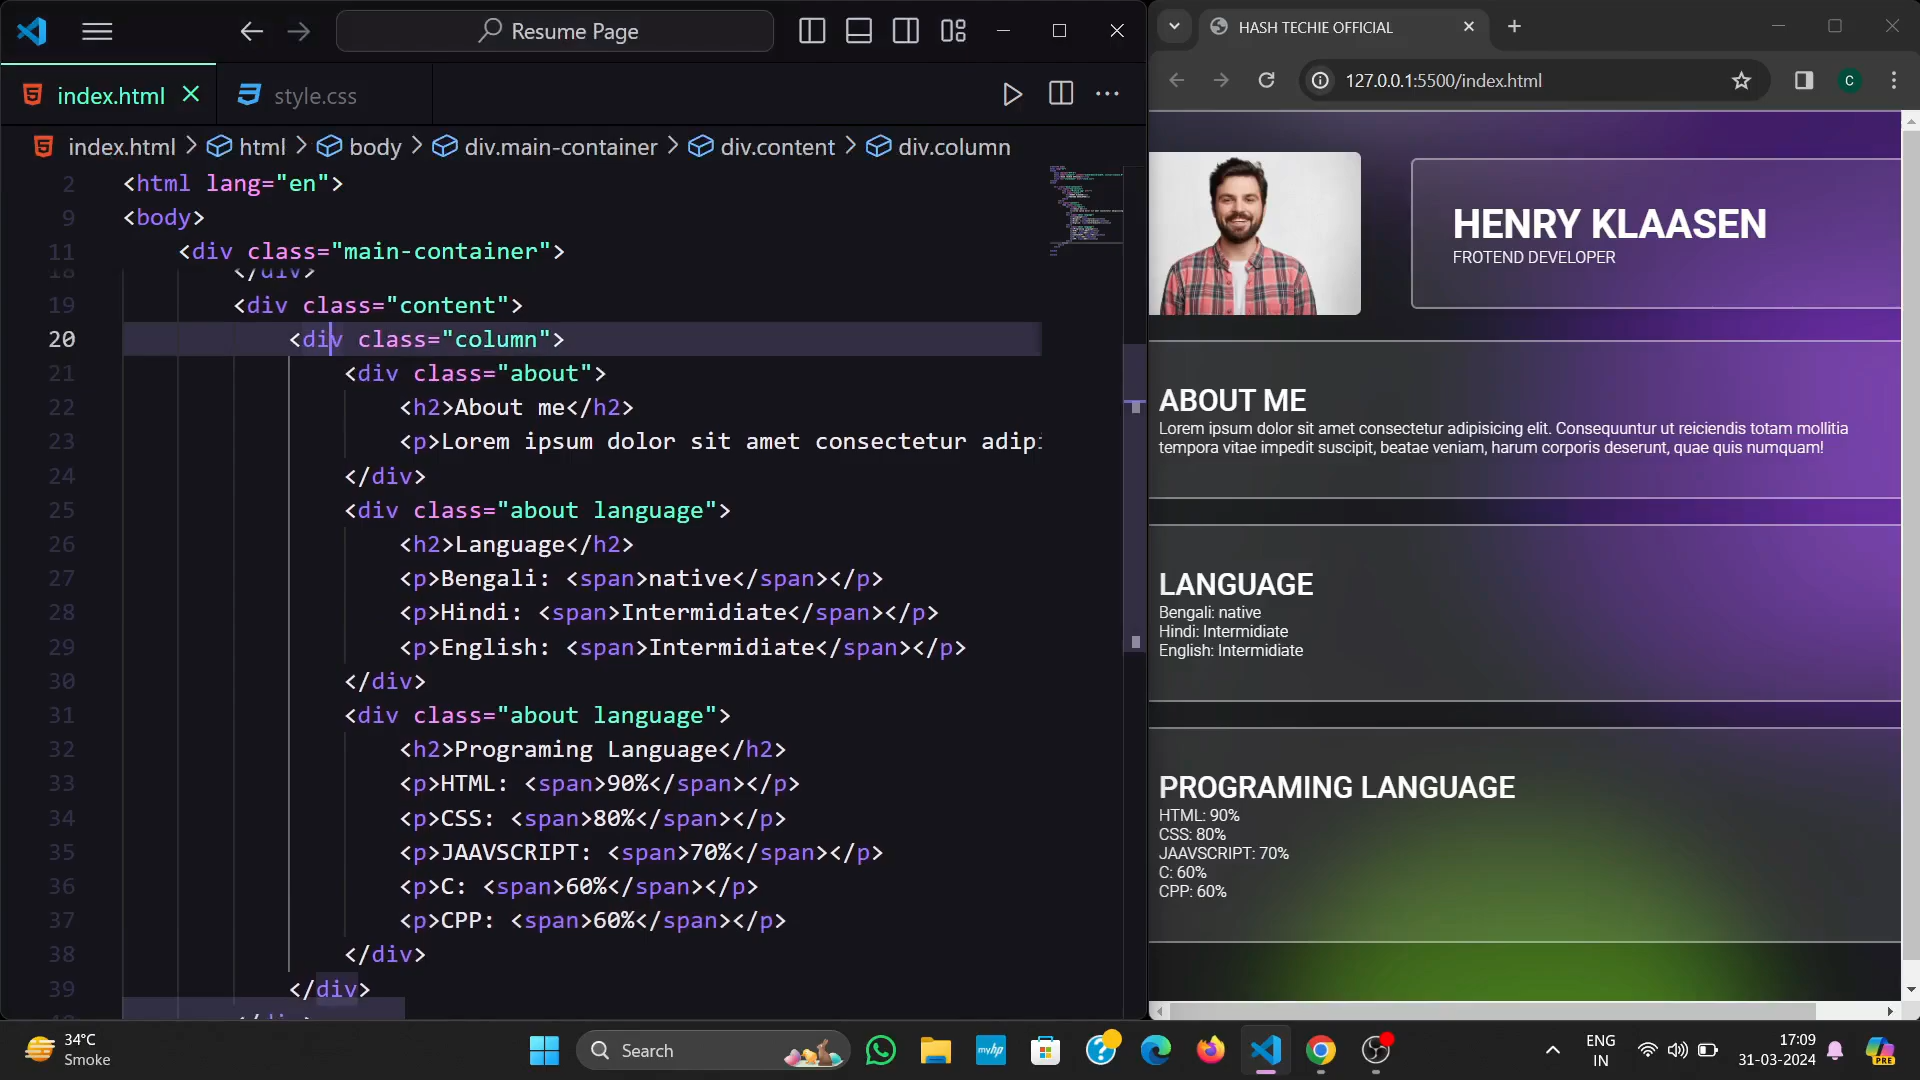 Resume Page
index.html
style.css
index.html > html > body > div.main-container > div.content > div.column
2 <html lang="en">
9 <body>
11 <div class="main-container">
18 </div>
19 <div class="content">
20 <div class="column">
21 <div class="about">
22 <h2>About me</h2>
23 <p>Lorem ipsum dolor sit amet consectetur adipi
24 </div>
25 <div class="about language">
26 <h2>Language</h2>
27 <p>Bengali: <span>native</span></p>
28 <p>Hindi: <span>Intermidiate</span></p>
29 <p>English: <span>Intermidiate</span></p>
30 </div>
31 <div class="about language">
32 <h2>Programing Language</h2>
33 <p>HTML: <span>90%</span></p>
34 <p>CSS: <span>80%</span></p>
35 <p>JAAVSCRIPT: <span>70%</span></p>
36 <p>C: <span>60%</span></p>
37 <p>CPP: <span>60%</span></p>
38 </div>
39 </div>
HASH TECHIE OFFICIAL
127.0.0.1:5500/index.html
C
HENRY KLAASEN
FROTEND DEVELOPER
ABOUT ME
Lorem ipsum dolor sit amet consectetur adipisicing elit. Consequuntur ut reiciendis totam mollitia
tempora vitae impedit suscipit, beatae veniam, harum corporis deserunt, quae quis numquam!
LANGUAGE
Bengali: native
Hindi: Intermidiate
English: Intermidiate
PROGRAMING LANGUAGE
HTML: 90%
CSS: 80%
JAAVSCRIPT: 70%
C: 60%
CPP: 60%
34°C
Smoke
Search
myhp
ENG
IN
17:09
31-03-2024
PRE